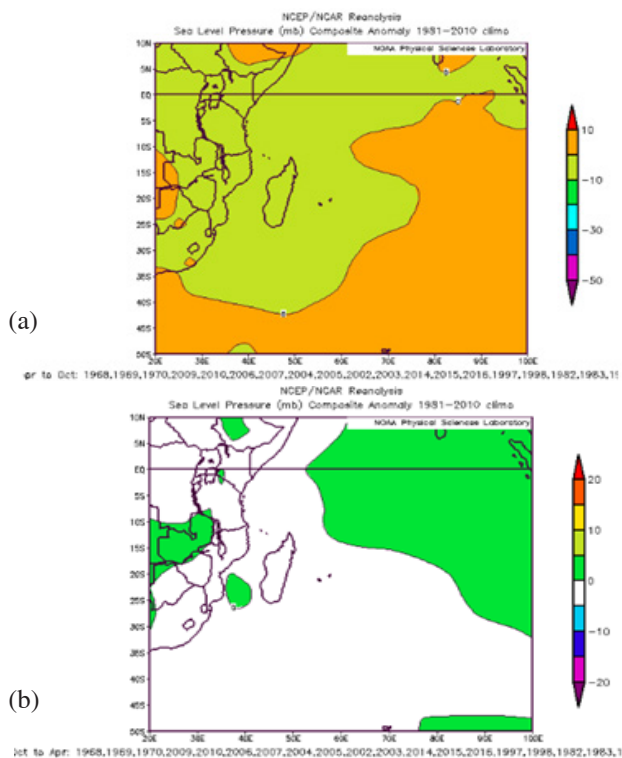 NCEP/NCAR Reanalysis
Sea Level Pressure (mb) Composite Anomaly 1981-2010 climo
NOAA Physical Sciences Laboratory
10N
5N
EQ
5S
10S
15S
20S
25S
30S
35S
40S
45S
50S
20E 30E 40E 50E 60E 70E 80E 90E 100E
10
-10
-30
-50
(a)
pr to Oct: 1968,1969,1970,2009,2010,2006,2007,2004,2005,2002,2003,2014,2015,2016,1997,1998,1982,1983,19
NCEP/NCAR Reanalysis
Sea Level Pressure (mb) Composite Anomaly 1981-2010 climo
NOAA Physical Sciences Laboratory
10N
5N
EQ
5S
10S
15S
20S
25S
30S
35S
40S
45S
50S
20E 30E 40E 50E 60E 70E 80E 90E 100E
20
10
0
-10
-20
(b)
ct to Apr: 1968,1969,1970,2009,2010,2006,2007,2004,2005,2002,2003,2014,2015,2016,1997,1998,1982,1983,1